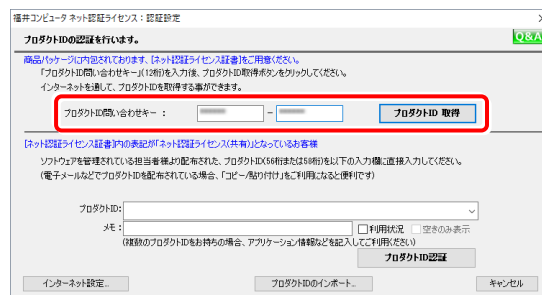 福井コンピュータ ネット認証ライセンス：認証設定
プロダクトIDの認証を行います。
Q&A
商品パッケージに内包されております、【ネット認証ライセンス証書】をご用意ください。
「プロダクトID問い合わせキー」(12桁)を入力後、プロダクトID取得ボタンをクリックしてください。
インターネットを通して、プロダクトIDを取得する事ができます。
プロダクトID問い合わせキー ：
－
プロダクトID 取得
【ネット認証ライセンス証書】内の表記が「ネット認証ライセンス(共有)」となっているお客様
ソフトウェアを管理されている担当者様より配布された、プロダクトID(56桁または58桁)を以下の入力欄に直接入力してください。
(電子メールなどでプロダクトIDを配布されている場合、「コピー/貼り付け」をご利用になると便利です)
プロダクトID:
メモ：
利用状況
空きのみ表示
(複数のプロダクトIDをお持ちの場合、アプリケーション情報などを記入してご利用ください)
プロダクトID認証
インターネット設定...
プロダクトIDのインポート...
キャンセル